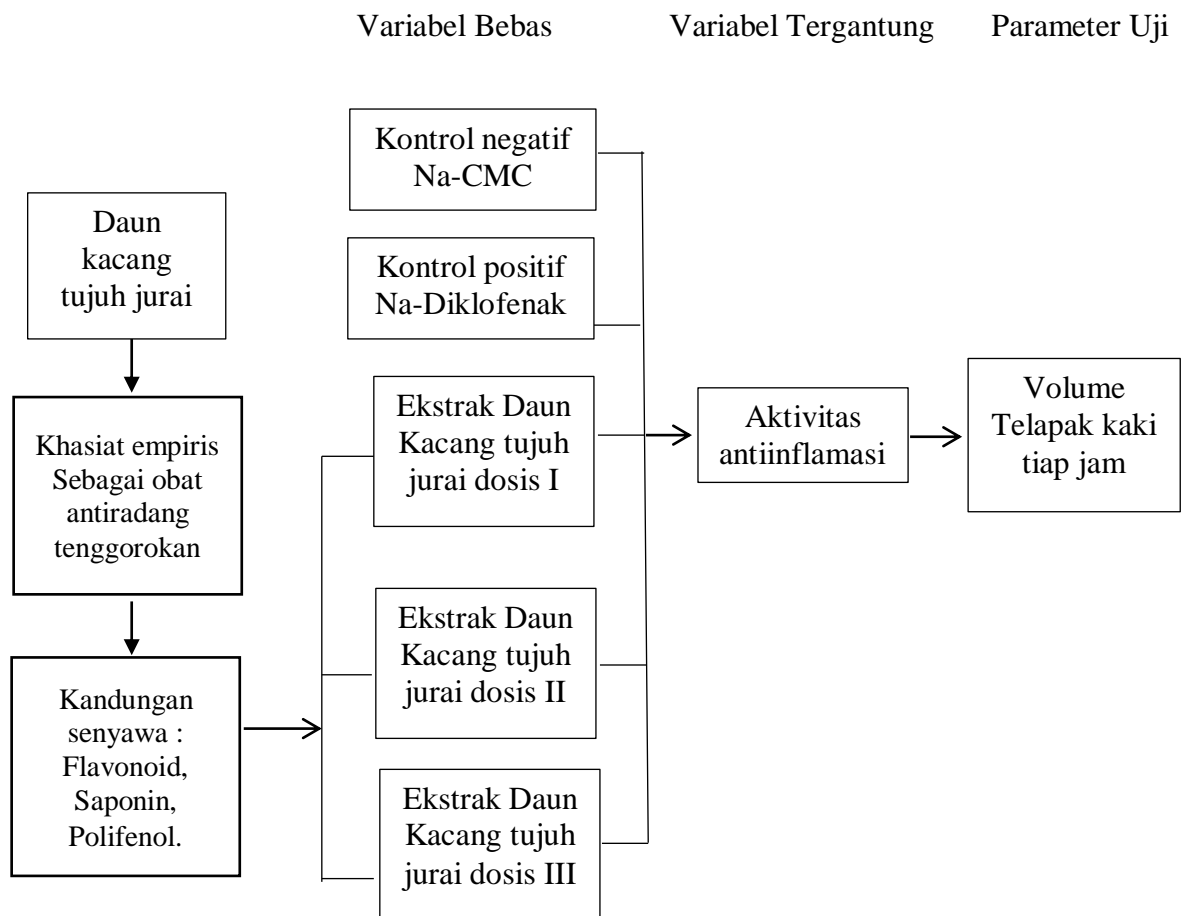 Variabel Bebas
Variabel Tergantung
Parameter Uji
Daun
kacang
tujuh jurai
Khasiat empiris
Sebagai obat
antiradang
tenggorokan
Kandungan
senyawa :
Flavonoid,
Saponin,
Polifenol.
Kontrol negatif
Na-CMC
Kontrol positif
Na-Diklofenak
Ekstrak Daun
Kacang tujuh
jurai dosis I
Ekstrak Daun
Kacang tujuh
jurai dosis II
Ekstrak Daun
Kacang tujuh
jurai dosis III
Aktivitas
antiinflamasi
Volume
Telapak kaki
tiap jam